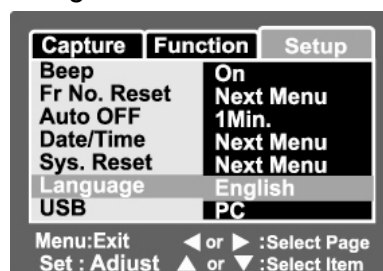 Capture Function Setup
Beep On
Fr No. Reset Next Menu
Auto OFF 1Min.
Date/Time Next Menu
Sys. Reset Next Menu
Language English
USB PC
Menu:Exit ◀ or ▶ :Select Page
Set : Adjust ▲ or ▼ :Select Item